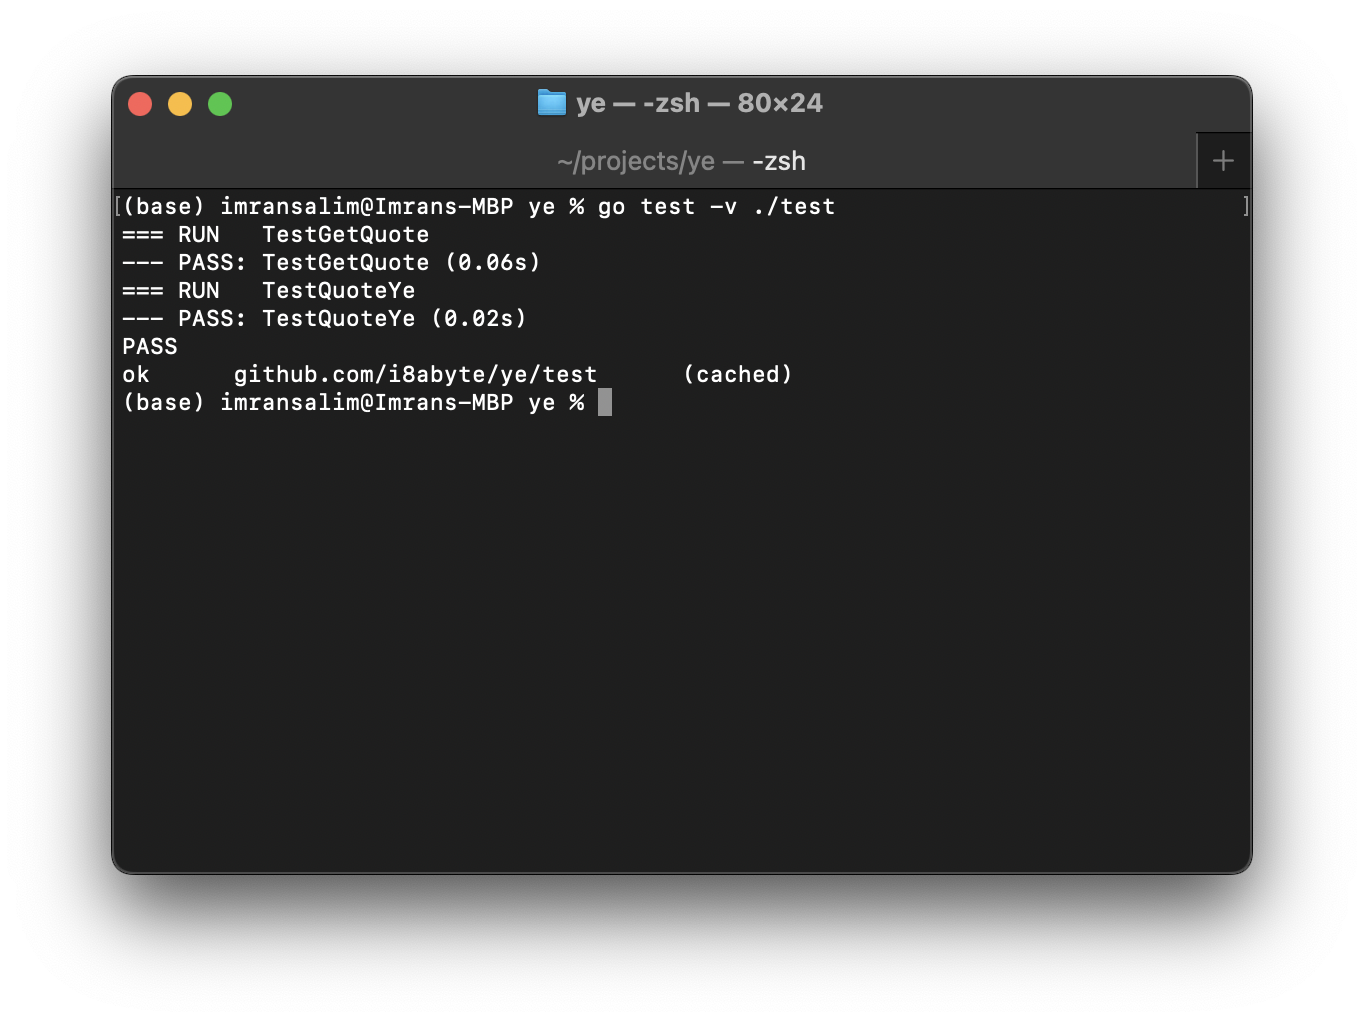 ye — -zsh — 80×24
~/projects/ye — -zsh
+
[(base) imransalim@Imrans-MBP ye % go test -v ./test ]
=== RUN   TestGetQuote
--- PASS: TestGetQuote (0.06s)
=== RUN   TestQuoteYe
--- PASS: TestQuoteYe (0.02s)
PASS
ok      github.com/i8abyte/ye/test      (cached)
(base) imransalim@Imrans-MBP ye %